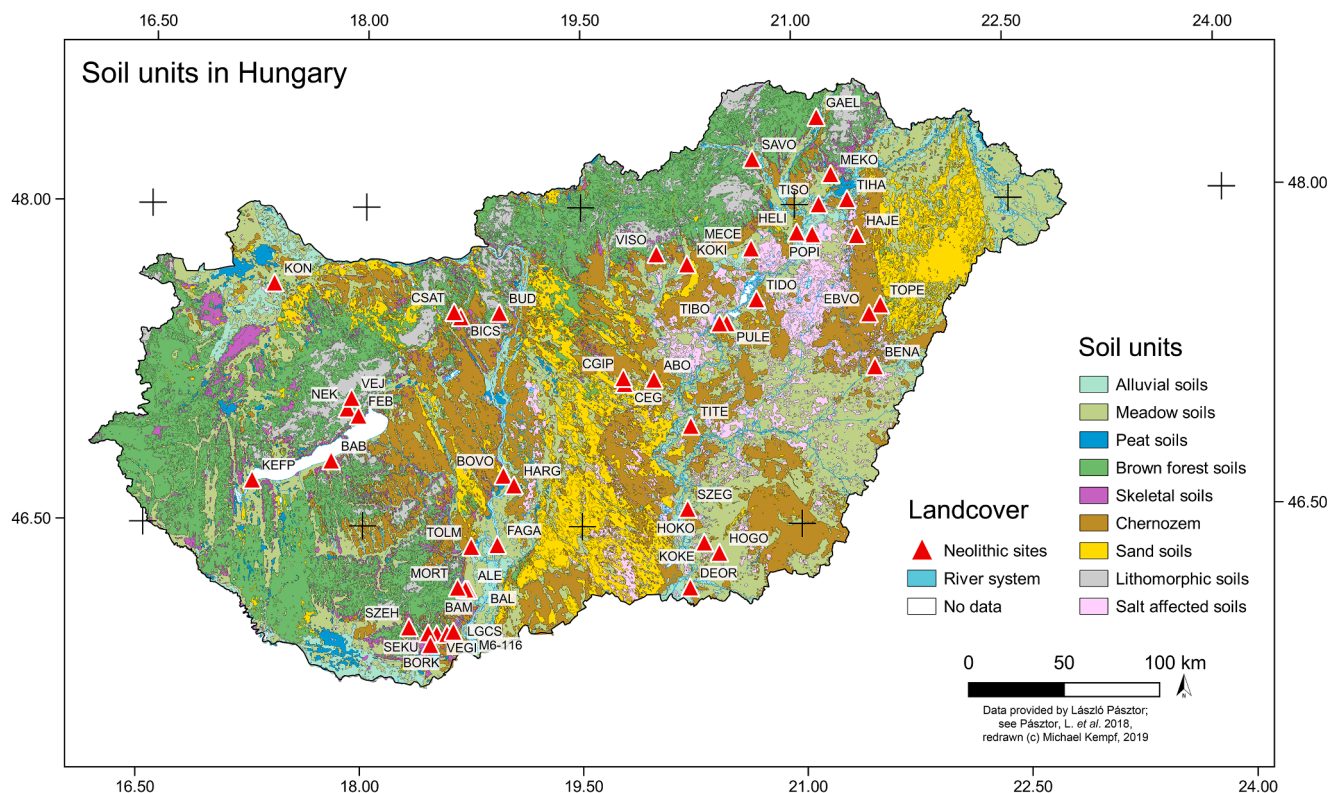 16.50 18.00 19.50 21.00 22.50 24.00
Soil units in Hungary
GAEL
SAVO
MEKO
TISO
TIHA
48.00
48.00
HELI
HAJE
MECE
VISO
KOKI
POPI
KON
TIDO
CSAT
BUD
TIBO
EBVO
TOPE
BICS
PULE
Soil units
BENA
CGIP
ABO
VEJ
NEK
CEG
FEB
Alluvial soils
Meadow soils
TITE
Peat soils
BAB
KEFP
BOVO
HARG
Brown forest soils
Skeletal soils
SZEG
46.50
46.50
Landcover
Chernozem
HOKO
TOLM
FAGA
HOGO
KOKE
Neolithic sites
Sand soils
DEOR
MORT
ALE
River system
Lithomorphic soils
BAM
BAL
No data
Salt affected soils
SZEH
LGCS
SEKU
VEGI
M6-116
BORK
0 50 100 km
N
Data provided by László Pásztor;
see Pásztor, L. et al. 2018,
redrawn (c) Michael Kempf, 2019
16.50 18.00 19.50 21.00 22.50 24.00